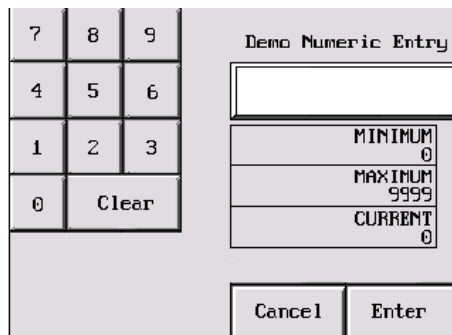 7 8 9
4 5 6
1 2 3
0 Clear
Demo Numeric Entry
MINIMUM
0
MAXIMUM
9999
CURRENT
0
Cancel Enter